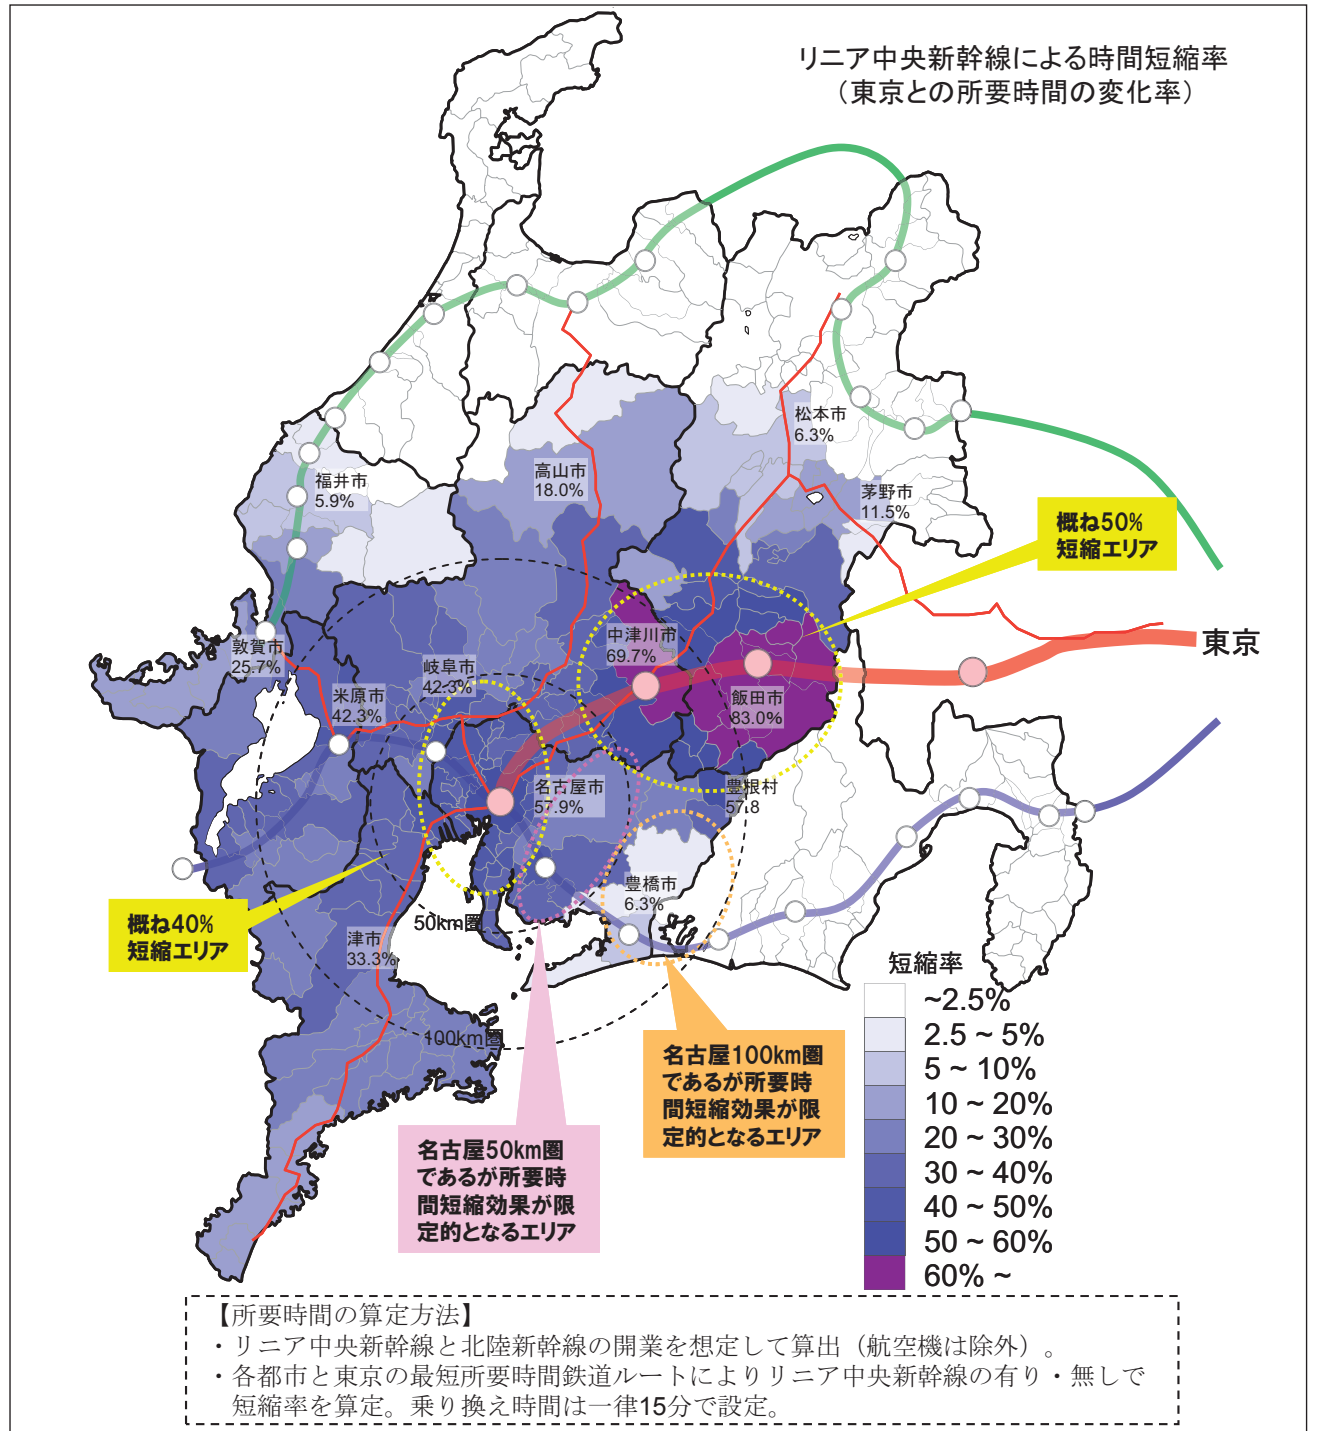 リニア中央新幹線による時間短縮率
（東京との所要時間の変化率）
松本市
6.3%
高山市
18.0%
福井市
5.9%
茅野市
11.5%
概ね50%
短縮エリア
中津川市
69.7%
敦賀市
25.7%
岐阜市
42.3%
東京
米原市
42.3%
飯田市
83.0%
名古屋市
57.9%
豊根村
57.8
豊橋市
6.3%
概ね40%
短縮エリア
50km圏
津市
33.3%
100km圏
名古屋100km圏
であるが所要時
間短縮効果が限
定的となるエリア
名古屋50km圏
であるが所要時
間短縮効果が限
定的となるエリア
短縮率
~2.5%
2.5 ~ 5%
5 ~ 10%
10 ~ 20%
20 ~ 30%
30 ~ 40%
40 ~ 50%
50 ~ 60%
60% ~
【所要時間の算定方法】
・リニア中央新幹線と北陸新幹線の開業を想定して算出（航空機は除外）。
・各都市と東京の最短所要時間鉄道ルートによりリニア中央新幹線の有り・無しで
短縮率を算定。乗り換え時間は一律15分で設定。